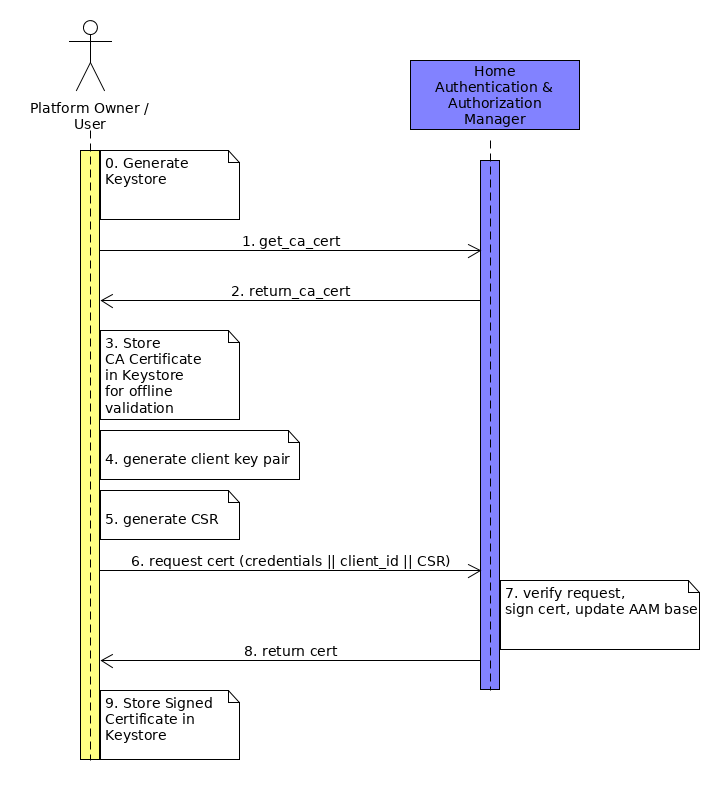 Platform Owner /
User
Home
Authentication &
Authorization
Manager
0. Generate
Keystore
1. get_ca_cert
2. return_ca_cert
3. Store
CA Certificate
in Keystore
for offline
validation
4. generate client key pair
5. generate CSR
6. request cert (credentials || client_id || CSR)
7. verify request,
sign cert, update AAM base
8. return cert
9. Store Signed
Certificate in
Keystore